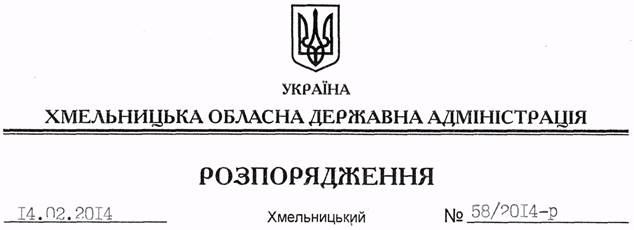 УКРАЇНА
ХМЕЛЬНИЦЬКА ОБЛАСНА ДЕРЖАВНА АДМІНІСТРАЦІЯ
РОЗПОРЯДЖЕННЯ
14.02.2014 Хмельницький № 58/2014-р